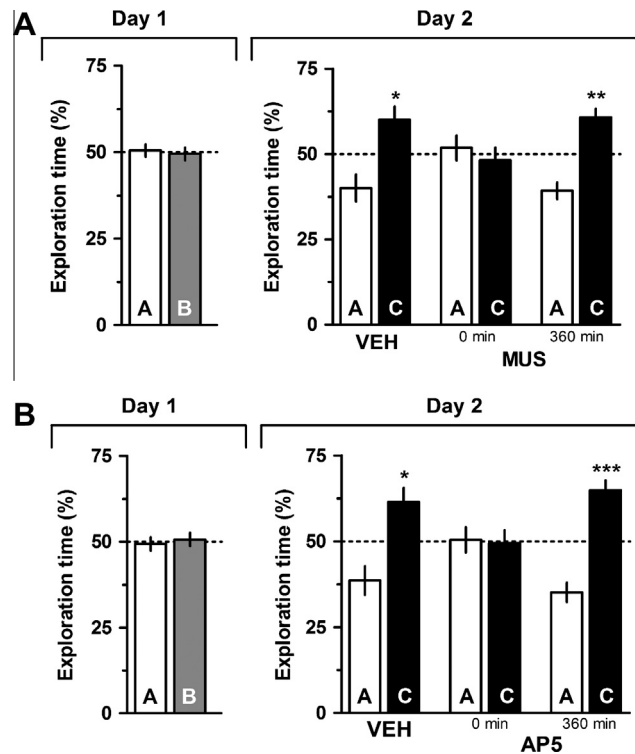 A
Day 1
Day 2
Exploration time (%)
75
50
25
0
A
B
Exploration time (%)
75
50
25
0
*
**
A
C
A
C
A
C
VEH
0 min
360 min
MUS
B
Day 1
Day 2
Exploration time (%)
75
50
25
0
A
B
Exploration time (%)
75
50
25
0
*
***
A
C
A
C
A
C
VEH
0 min
360 min
AP5